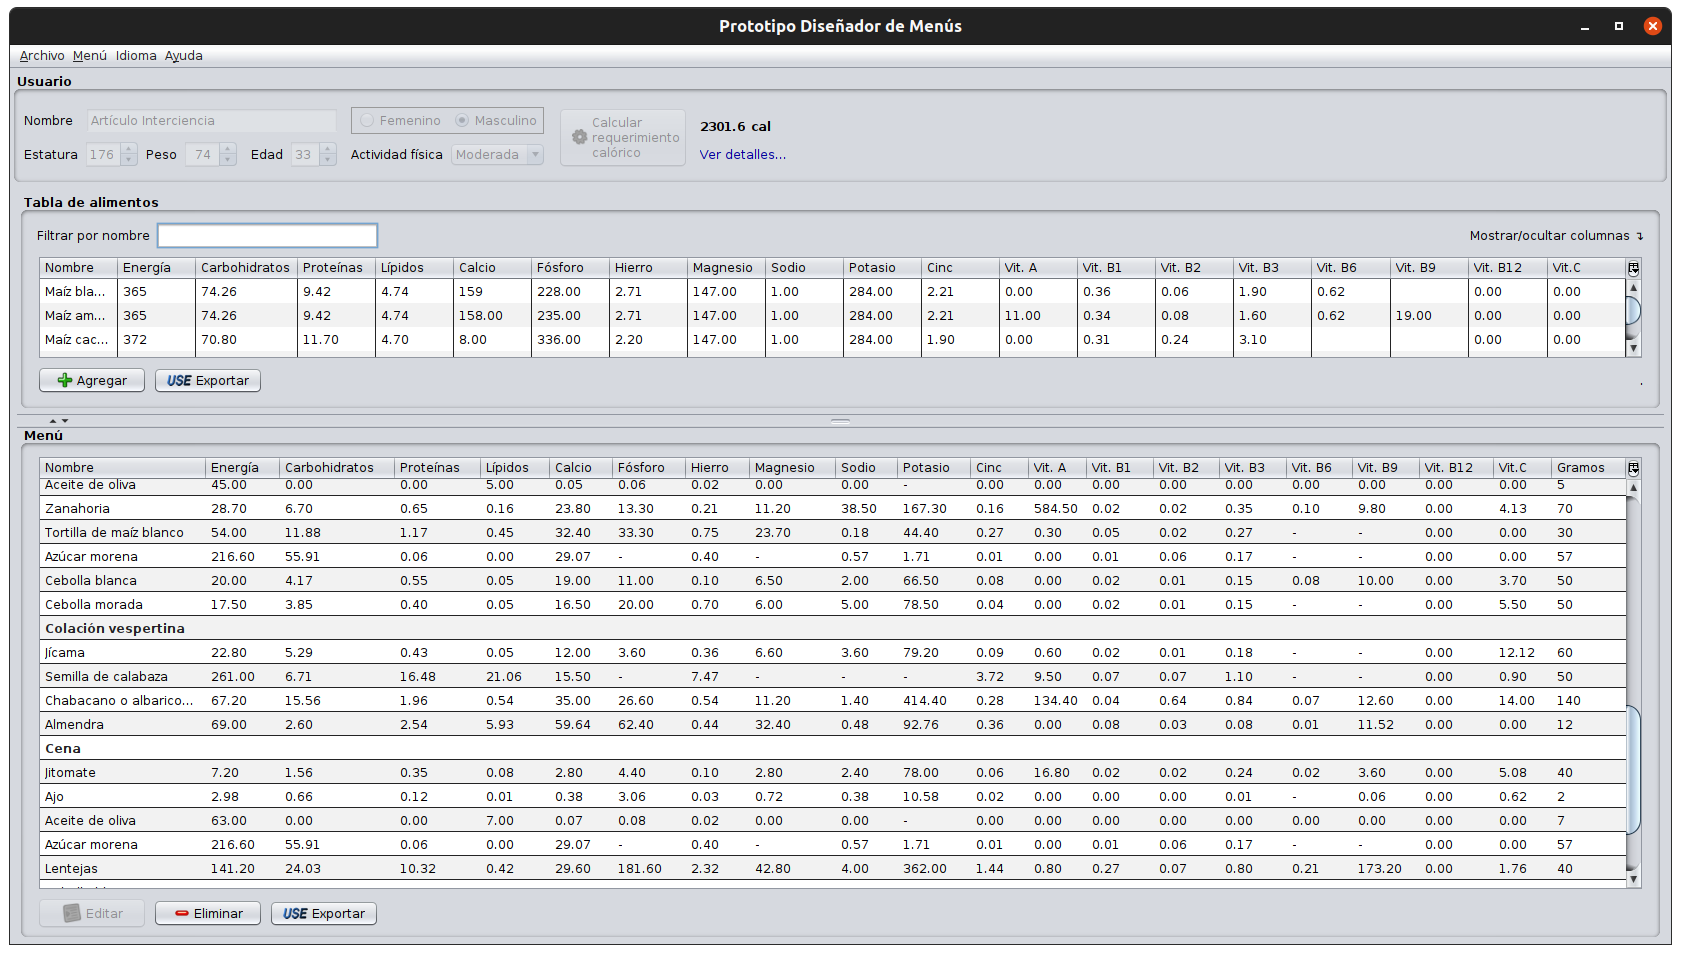 Prototipo Diseñador de Menús
Archivo Menú Idioma Ayuda
Usuario
Nombre Artículo Interciencia Femenino Masculino Calcular requerimiento calórico 2301.6 cal
Estatura 176 Peso 74 Edad 33 Actividad física Moderada Ver detalles...
Tabla de alimentos
Filtrar por nombre Mostrar/ocultar columnas
Nombre Energía Carbohidratos Proteínas Lípidos Calcio Fósforo Hierro Magnesio Sodio Potasio Cinc Vit. A Vit. B1 Vit. B2 Vit. B3 Vit. B6 Vit. B9 Vit. B12 Vit.C
Maíz bla... 365 74.26 9.42 4.74 159 228.00 2.71 147.00 1.00 284.00 2.21 0.00 0.36 0.06 1.90 0.62 0.00 0.00
Maíz am... 365 74.26 9.42 4.74 158.00 235.00 2.71 147.00 1.00 284.00 2.21 11.00 0.34 0.08 1.60 0.62 19.00 0.00 0.00
Maíz cac... 372 70.80 11.70 4.70 8.00 336.00 2.20 147.00 1.00 284.00 1.90 0.00 0.31 0.24 3.10 0.00 0.00
Agregar USE Exportar
Menú
Nombre Energía Carbohidratos Proteínas Lípidos Calcio Fósforo Hierro Magnesio Sodio Potasio Cinc Vit. A Vit. B1 Vit. B2 Vit. B3 Vit. B6 Vit. B9 Vit. B12 Vit.C Gramos
Aceite de oliva 45.00 0.00 0.00 5.00 0.05 0.06 0.02 0.00 0.00 - 0.00 0.00 0.00 0.00 0.00 0.00 0.00 0.00 0.00 5
Zanahoria 28.70 6.70 0.65 0.16 23.80 13.30 0.21 11.20 38.50 167.30 0.16 584.50 0.02 0.02 0.35 0.10 9.80 0.00 4.13 70
Tortilla de maíz blanco 54.00 11.88 1.17 0.45 32.40 33.30 0.75 23.70 0.18 44.40 0.27 0.30 0.05 0.02 0.27 - - 0.00 0.00 30
Azúcar morena 216.60 55.91 0.06 0.00 29.07 - 0.40 - 0.57 1.71 0.01 0.00 0.01 0.06 0.17 - - 0.00 0.00 57
Cebolla blanca 20.00 4.17 0.55 0.05 19.00 11.00 0.10 6.50 2.00 66.50 0.08 0.00 0.02 0.01 0.15 0.08 10.00 0.00 3.70 50
Cebolla morada 17.50 3.85 0.40 0.05 16.50 20.00 0.70 6.00 5.00 78.50 0.04 0.00 0.02 0.01 0.15 - - 0.00 5.50 50
Colación vespertina
Jícama 22.80 5.29 0.43 0.05 12.00 3.60 0.36 6.60 3.60 79.20 0.09 0.60 0.02 0.01 0.18 - - 0.00 12.12 60
Semilla de calabaza 261.00 6.71 16.48 21.06 15.50 - 7.47 - - - 3.72 9.50 0.07 0.07 1.10 - - 0.00 0.90 50
Chabacano o albarico... 67.20 15.56 1.96 0.54 35.00 26.60 0.54 11.20 1.40 414.40 0.28 134.40 0.04 0.64 0.84 0.07 12.60 0.00 14.00 140
Almendra 69.00 2.60 2.54 5.93 59.64 62.40 0.44 32.40 0.48 92.76 0.36 0.00 0.08 0.03 0.08 0.01 11.52 0.00 0.00 12
Cena
Jitomate 7.20 1.56 0.35 0.08 2.80 4.40 0.10 2.80 2.40 78.00 0.06 16.80 0.02 0.02 0.24 0.02 3.60 0.00 5.08 40
Ajo 2.98 0.66 0.12 0.01 0.38 3.06 0.03 0.72 0.38 10.58 0.02 0.00 0.00 0.00 0.01 - 0.06 0.00 0.62 2
Aceite de oliva 63.00 0.00 0.00 7.00 0.07 0.08 0.02 0.00 0.00 - 0.00 0.00 0.00 0.00 0.00 0.00 0.00 0.00 0.00 7
Azúcar morena 216.60 55.91 0.06 0.00 29.07 - 0.40 - 0.57 1.71 0.01 0.00 0.01 0.06 0.17 - - 0.00 0.00 57
Lentejas 141.20 24.03 10.32 0.42 29.60 181.60 2.32 42.80 4.00 362.00 1.44 0.80 0.27 0.07 0.80 0.21 173.20 0.00 1.76 40
Editar Eliminar USE Exportar